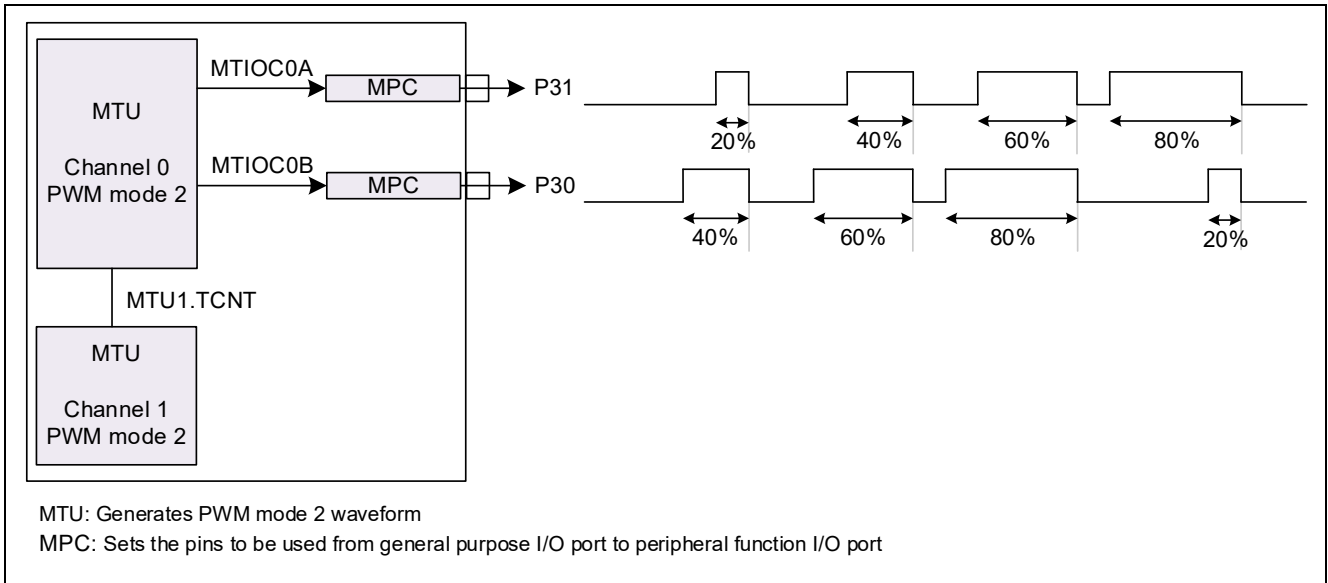 MTU
Channel 0
PWM mode 2
MTIOC0A
MPC
P31
20%
40%
60%
80%
MTIOC0B
MPC
P30
40%
60%
80%
20%
MTU1.TCNT
MTU
Channel 1
PWM mode 2
MTU: Generates PWM mode 2 waveform
MPC: Sets the pins to be used from general purpose I/O port to peripheral function I/O port